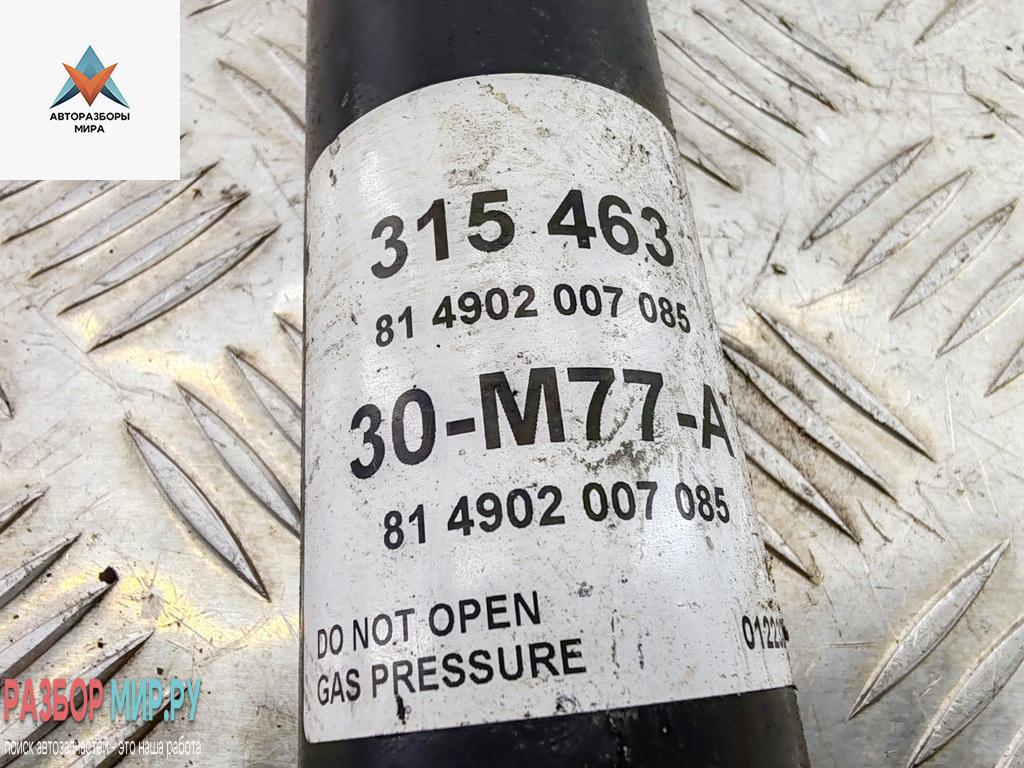 АВТОРАЗБОРЫ
МИРА
315 463
81 4902 007 085
30-M77-A
81 4902 007 085
DO NOT OPEN
GAS PRESSURE
РАЗБОР МИР.РУ
поиск автозапчастей - это наша работа